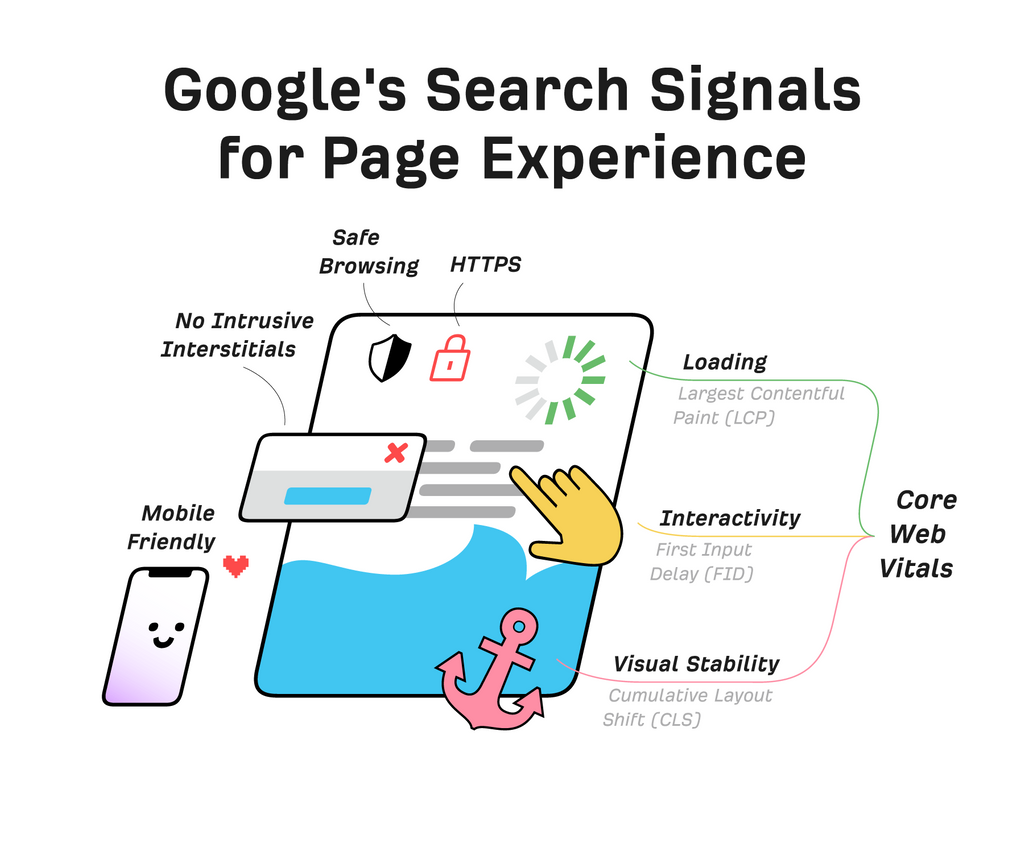 Google's Search Signals
for Page Experience
Safe
Browsing
HTTPS
No Intrusive
Interstitials
Mobile
Friendly
Loading
Largest Contentful
Paint (LCP)
Interactivity
First Input
Delay (FID)
Visual Stability
Cumulative Layout
Shift (CLS)
Core
Web
Vitals